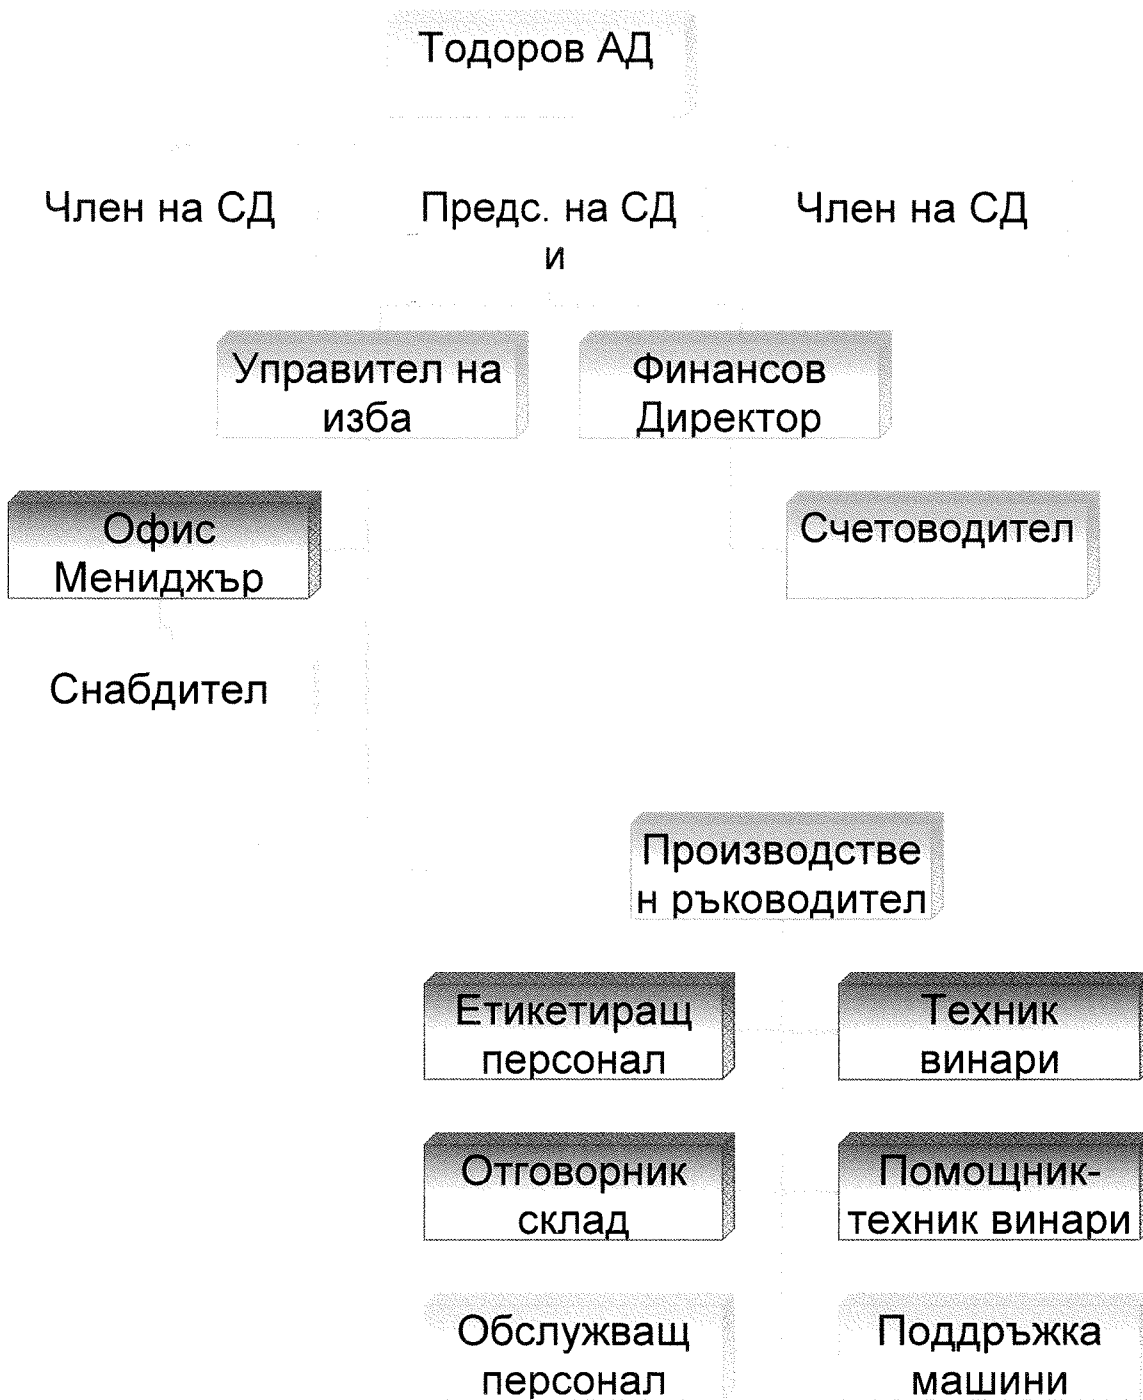 Тодоров АД
Член на СД
Предс. на СД
и
Член на СД
Управител на
изба
Финансов
Директор
Офис
Мениджър
Счетоводител
Снабдител
Производстве
н ръководител
Етикетиращ
персонал
Техник
винари
Отговорник
склад
Помощник-
техник винари
Обслужващ
персонал
Поддръжка
машини